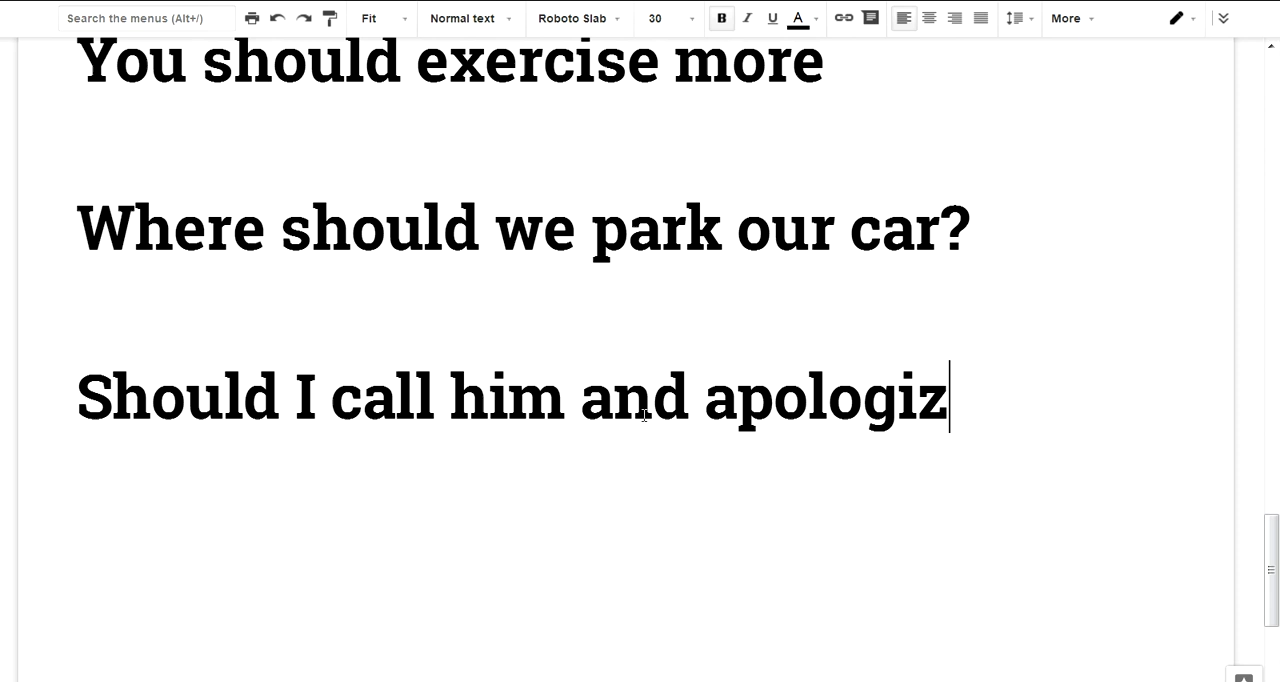 Search the menus (Alt+/) Fit Normal text Roboto Slab 30 B I U A More
You should exercise more
Where should we park our car?
Should I call him and apologiz